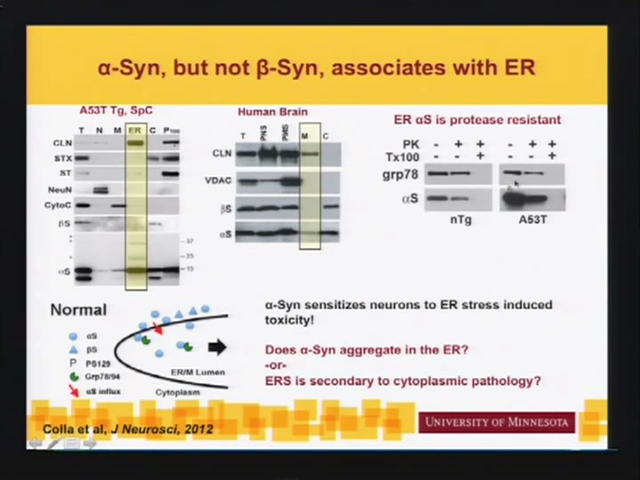 α-Syn, but not β-Syn, associates with ER
A53T Tg, SpC
T N M ER C P100
CLN
STX
ST
NeuN
CytoC
βS
αS
37
25
15
Human Brain
T PNS PMS M C
CLN
VDAC
βS
αS
ER αS is protease resistant
PK - + + - + +
Tx100 - - + - - +
grp78
αS
nTg A53T
Normal
αS
βS
P PS129
Grp78/94
αS influx
ER/M Lumen
Cytoplasm
α-Syn sensitizes neurons to ER stress induced
toxicity!
Does α-Syn aggregate in the ER?
-or-
ERS is secondary to cytoplasmic pathology?
Colla et al, J Neurosci, 2012
UNIVERSITY OF MINNESOTA